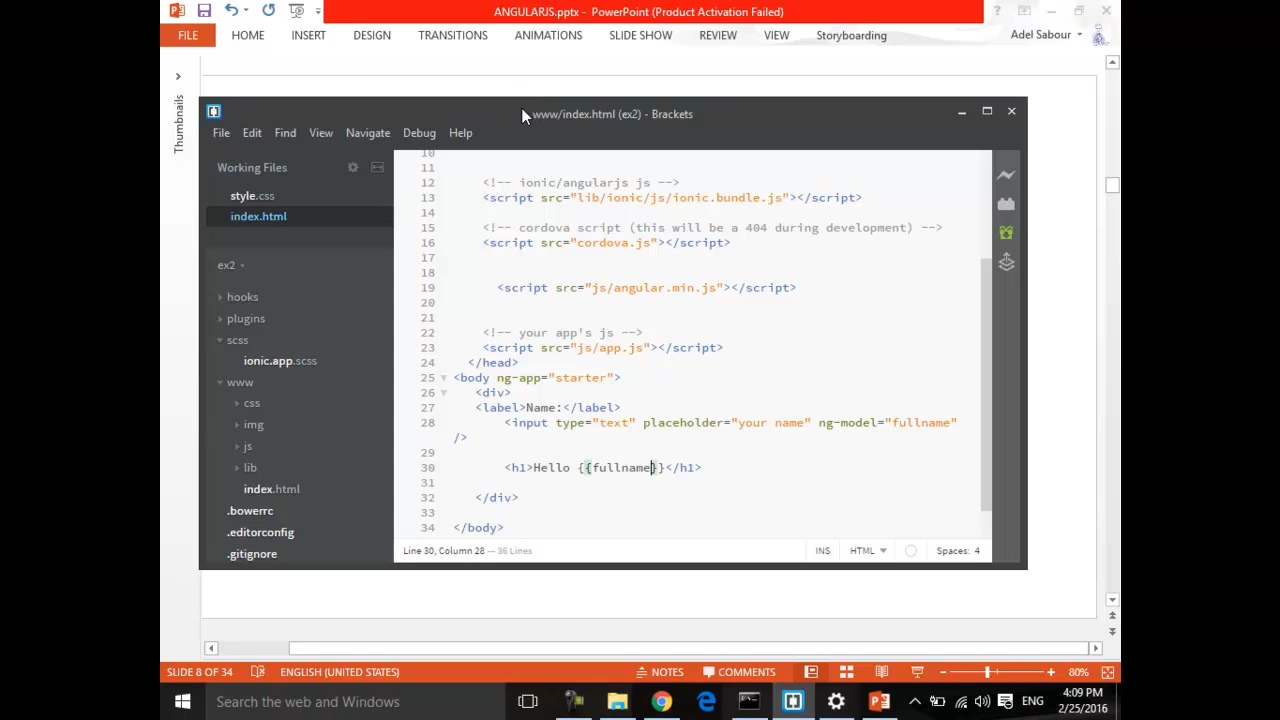 ANGULARJS.pptx - PowerPoint (Product Activation Failed)
FILE HOME INSERT DESIGN TRANSITIONS ANIMATIONS SLIDE SHOW REVIEW VIEW Storyboarding Adel Sabour
Thumbnails
www/index.html (ex2) - Brackets
File Edit Find View Navigate Debug Help
Working Files
style.css
index.html
ex2
hooks
plugins
scss
ionic.app.scss
www
css
img
js
lib
index.html
.bowerrc
.editorconfig
.gitignore
10
11
12 <!-- ionic/angularjs js -->
13 <script src="lib/ionic/js/ionic.bundle.js"></script>
14
15 <!-- cordova script (this will be a 404 during development) -->
16 <script src="cordova.js"></script>
17
18
19 <script src="js/angular.min.js"></script>
20
21
22 <!-- your app's js -->
23 <script src="js/app.js"></script>
24 </head>
25 <body ng-app="starter">
26 <div>
27 <label>Name:</label>
28 <input type="text" placeholder="your name" ng-model="fullname"
/>
29
30 <h1>Hello {{fullname}}</h1>
31
32 </div>
33
34 </body>
Line 30, Column 28 — 36 Lines INS HTML Spaces: 4
SLIDE 8 OF 34 ENGLISH (UNITED STATES) NOTES COMMENTS 80%
Search the web and Windows ENG 4:09 PM
2/25/2016